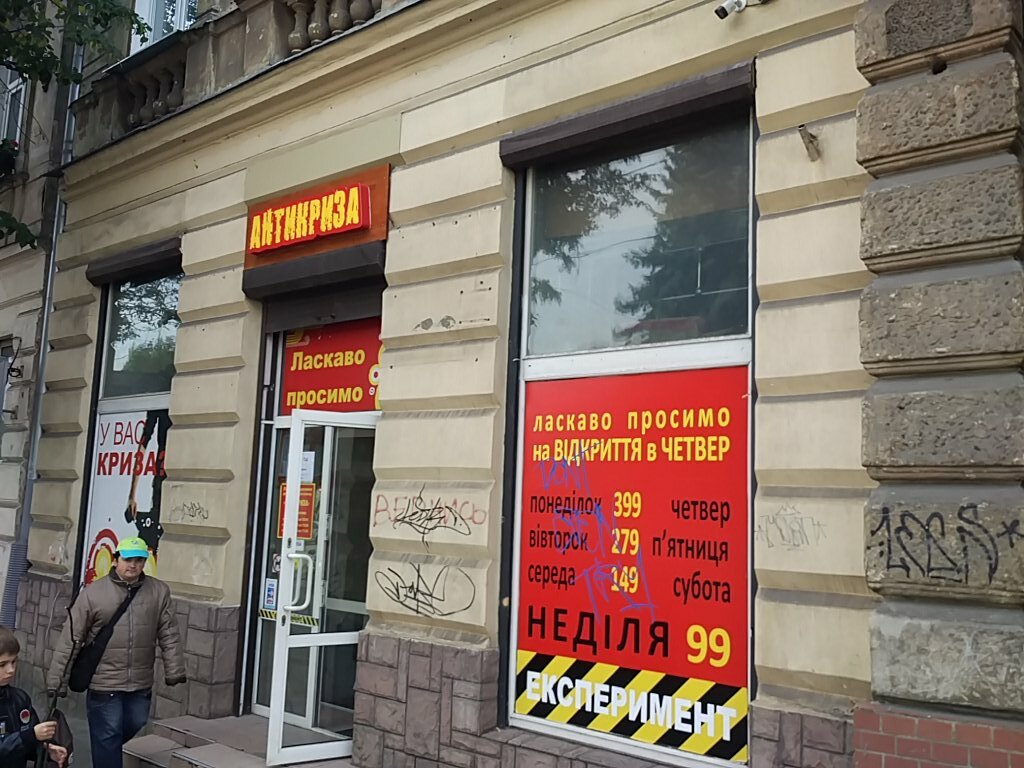 АНТИКРИЗА
Ласкаво
просимо
У ВАС
КРИЗА?
ласкаво просимо
на ВІДКРИТТЯ в ЧЕТВЕР
понеділок 399 четвер
вівторок 279 п'ятниця
середа 149 субота
НЕДІЛЯ 99
ЕКСПЕРИМЕНТ